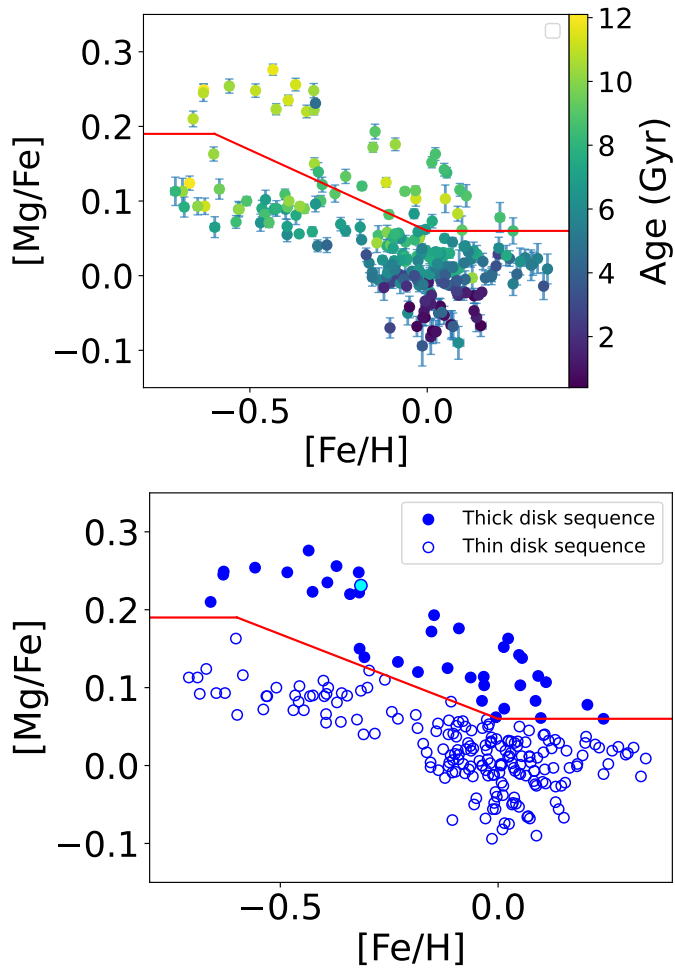 0.3
0.2
0.1
0.0
−0.1
[Mg/Fe]
−0.5
0.0
[Fe/H]
12
10
8
6
4
2
Age (Gyr)
Thick disk sequence
Thin disk sequence
0.3
0.2
0.1
0.0
−0.1
[Mg/Fe]
−0.5
0.0
[Fe/H]